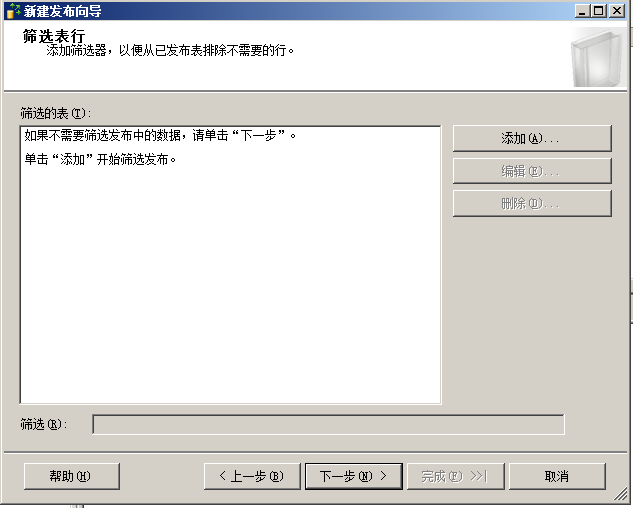 新建发布向导
筛选表行
添加筛选器，以便从已发布表排除不需要的行。
筛选的表(T):
如果不需要筛选发布中的数据，请单击“下一步”。
单击“添加”开始筛选发布。
添加(A)...
编辑(E)...
删除(D)...
筛选(R):
帮助(H)
< 上一步(B)
下一步(N) >
完成(F) >>|
取消